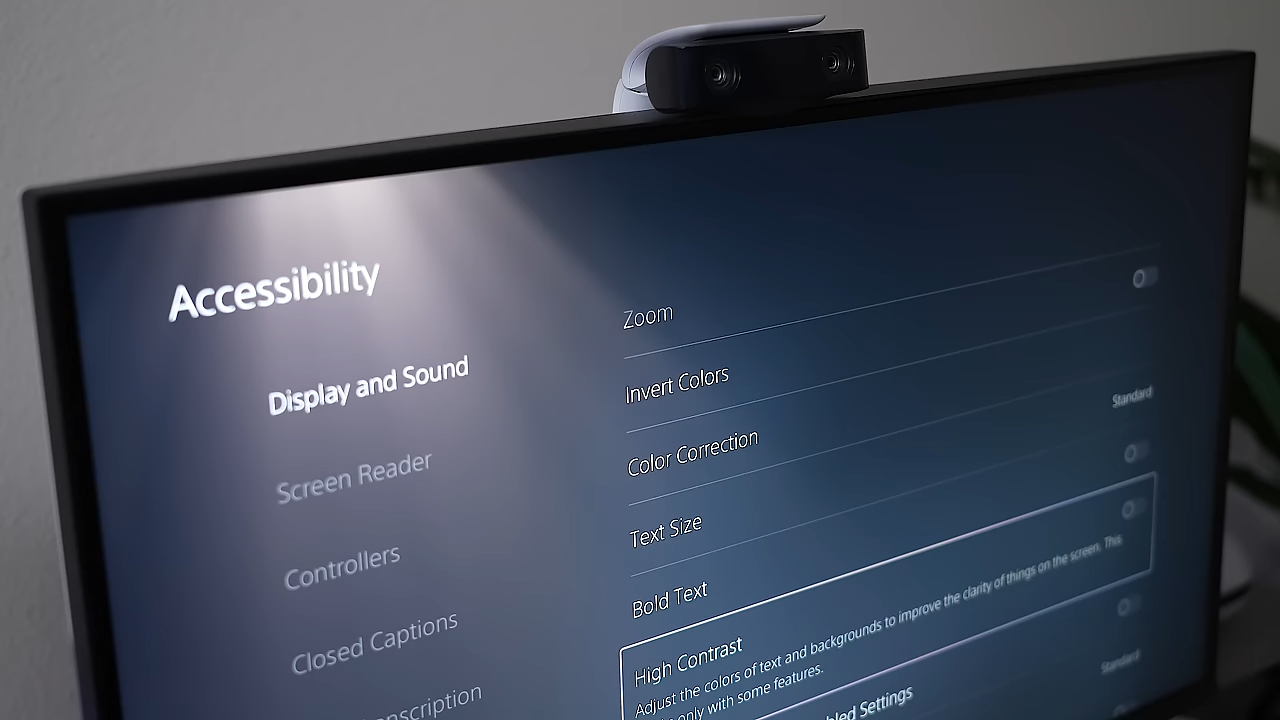 Accessibility
Display and Sound
Screen Reader
Controllers
Closed Captions
Zoom
Invert Colors
Color Correction
Text Size
Standard
Bold Text
High Contrast
Adjust the colors of text and backgrounds to improve the clarity of things on the screen. This
only with some features.
Settings
Standard